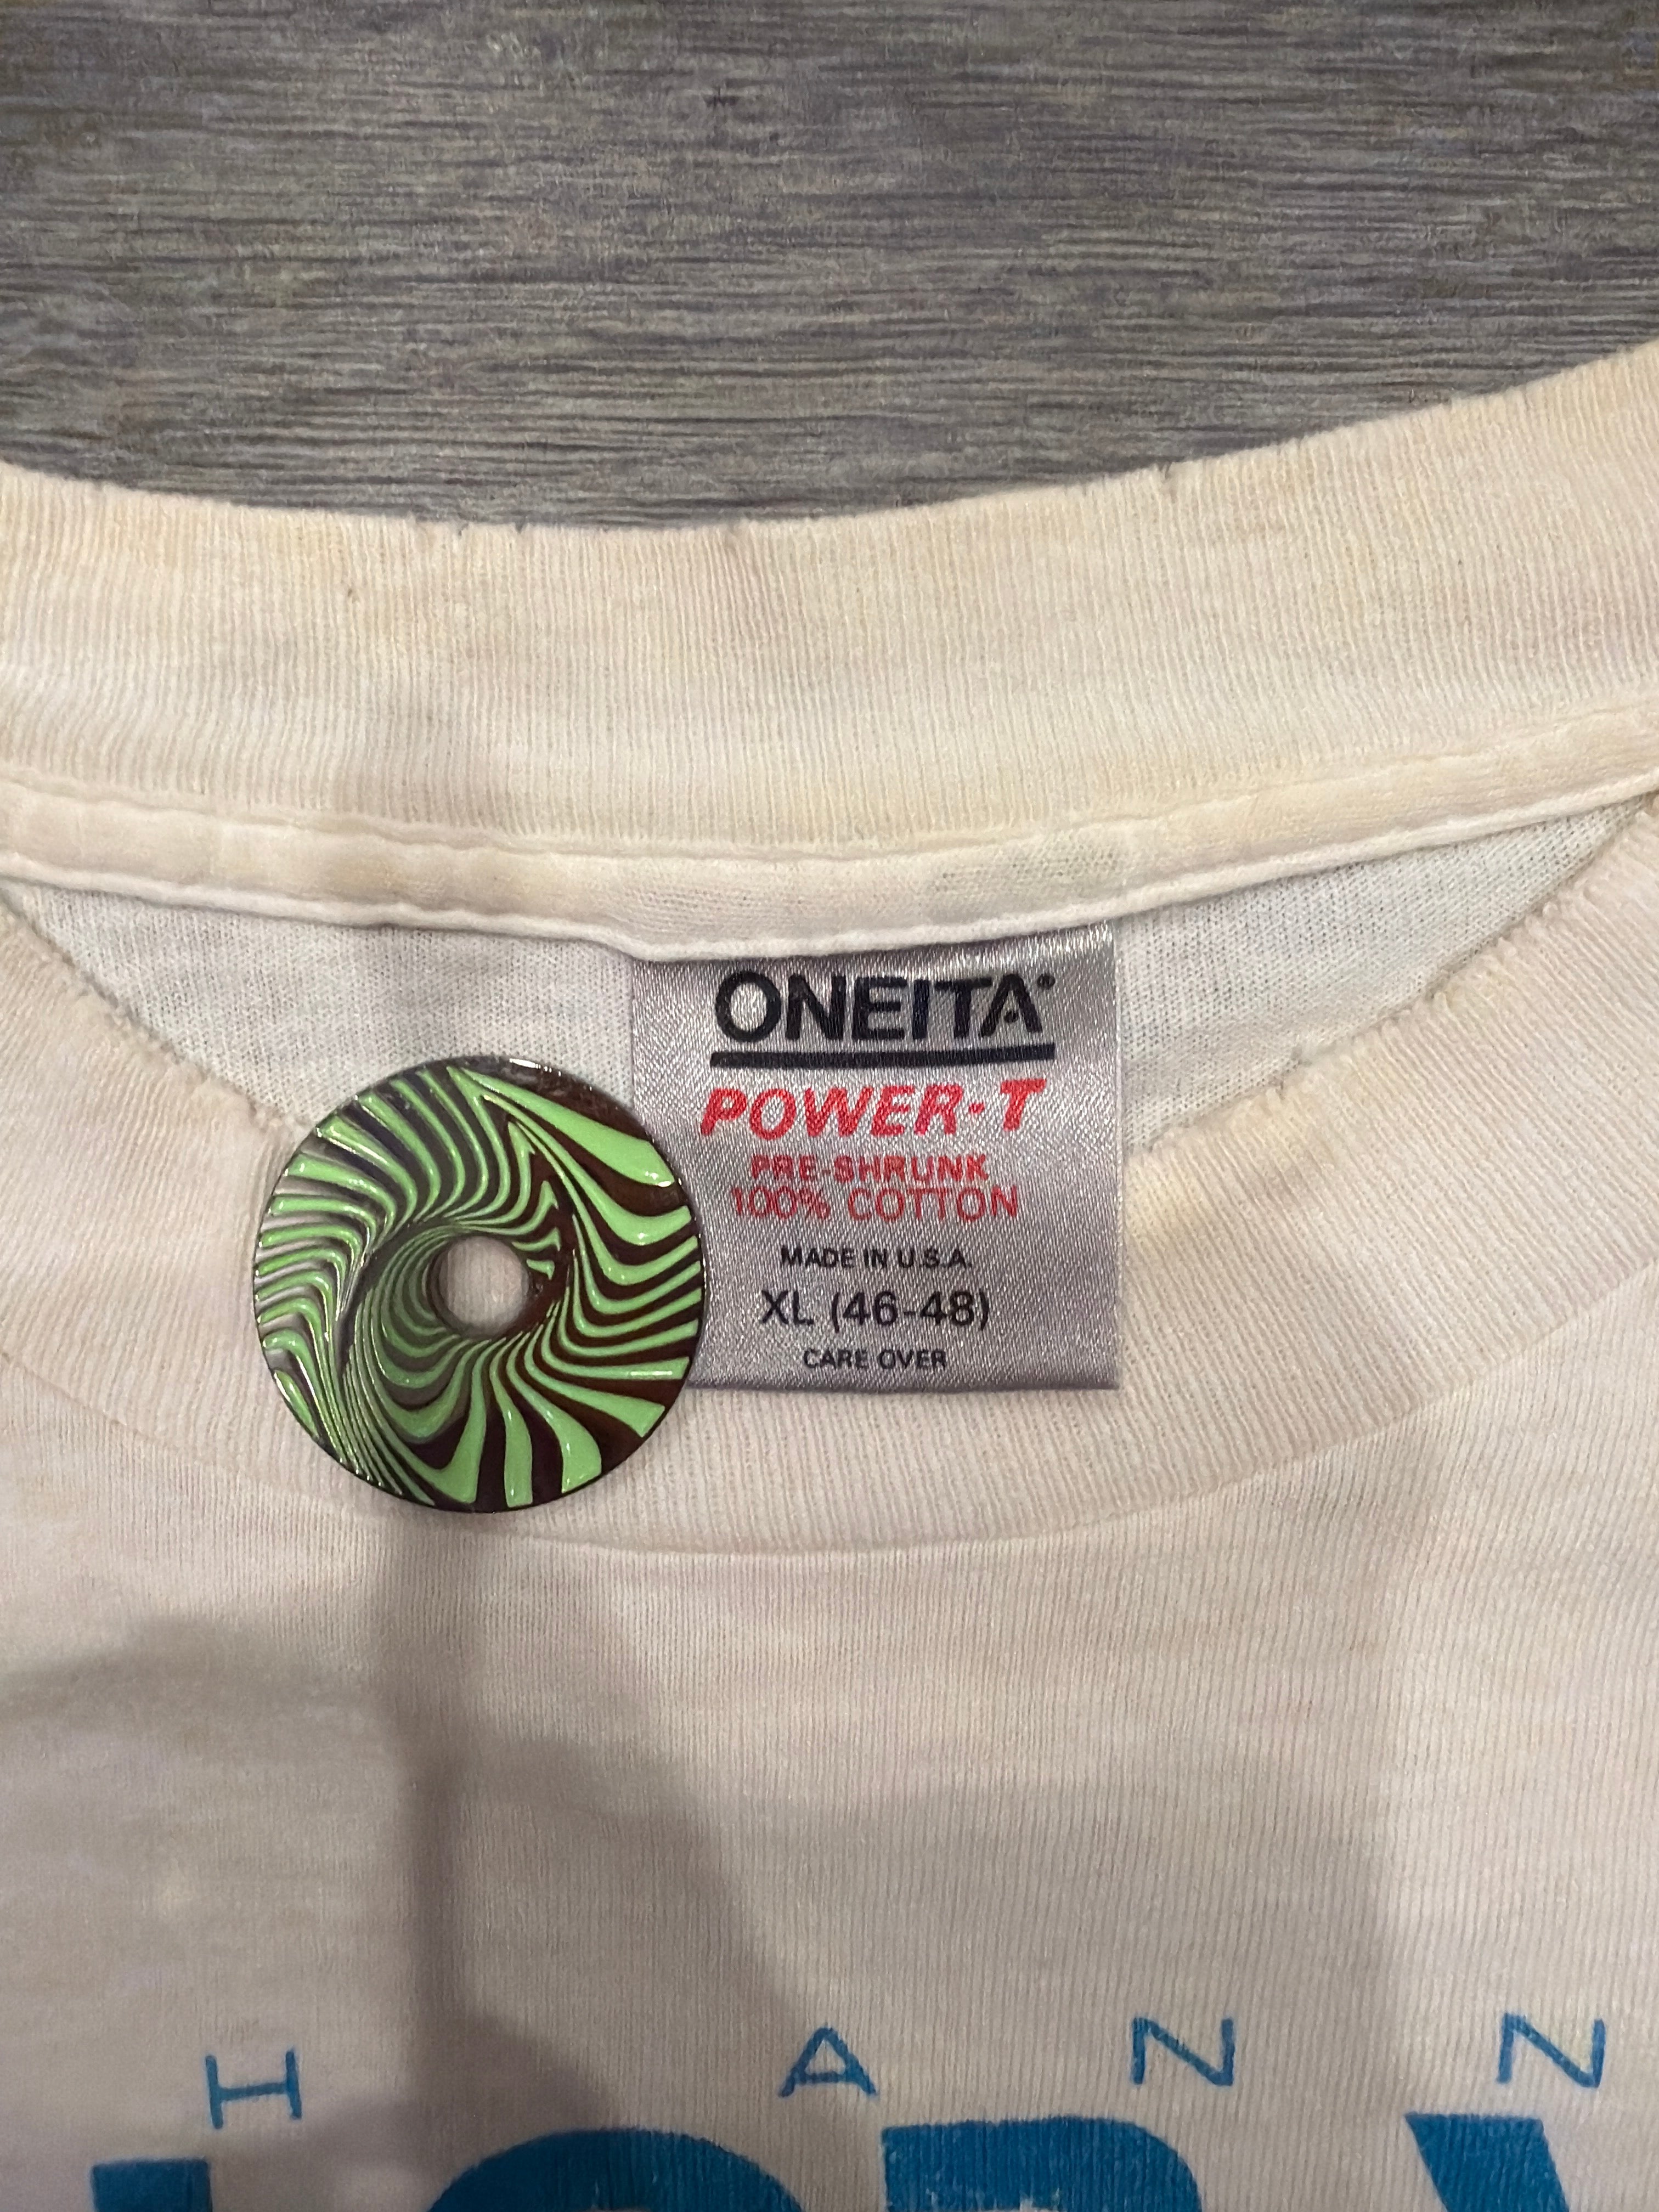 ONEITA®
POWER-T
PRE-SHRUNK
100% COTTON
MADE IN U.S.A.
XL (46-48)
CARE OVER
H A N N